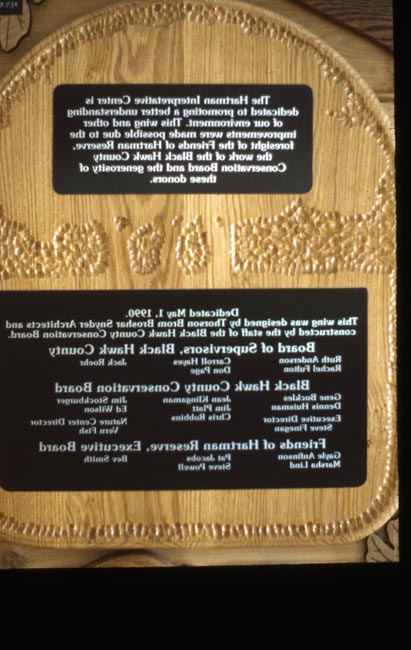 The Hartman Interpretative Center is
dedicated to promoting a better understanding
of our environment. This wing and other
improvements were made possible due to the
foresight of the Friends of Hartman Reserve,
the work of the Black Hawk County
Conservation Board and the generosity of
these donors.
Dedicated May 1, 1990.
This wing was designed by Thorson Brom Broshar Snyder Architects and
constructed by the staff of the Black Hawk County Conservation Board.
Board of Supervisors, Black Hawk County
Ruth Anderson Carroll Hayes Jack Roehr
Rachel Fulton Don Page
Black Hawk County Conservation Board
Gene Buckles Jean Klingaman Jim Stockburger
Dennis Huisman Jim Platt Ed Wilson
Executive Director Chris Robbins Nature Center Director
Steve Finegan Vern Fish
Friends of Hartman Reserve, Executive Board
Gayle Anfinson Pat Jacobs Bev Smith
Marsha Lind Steve Powell